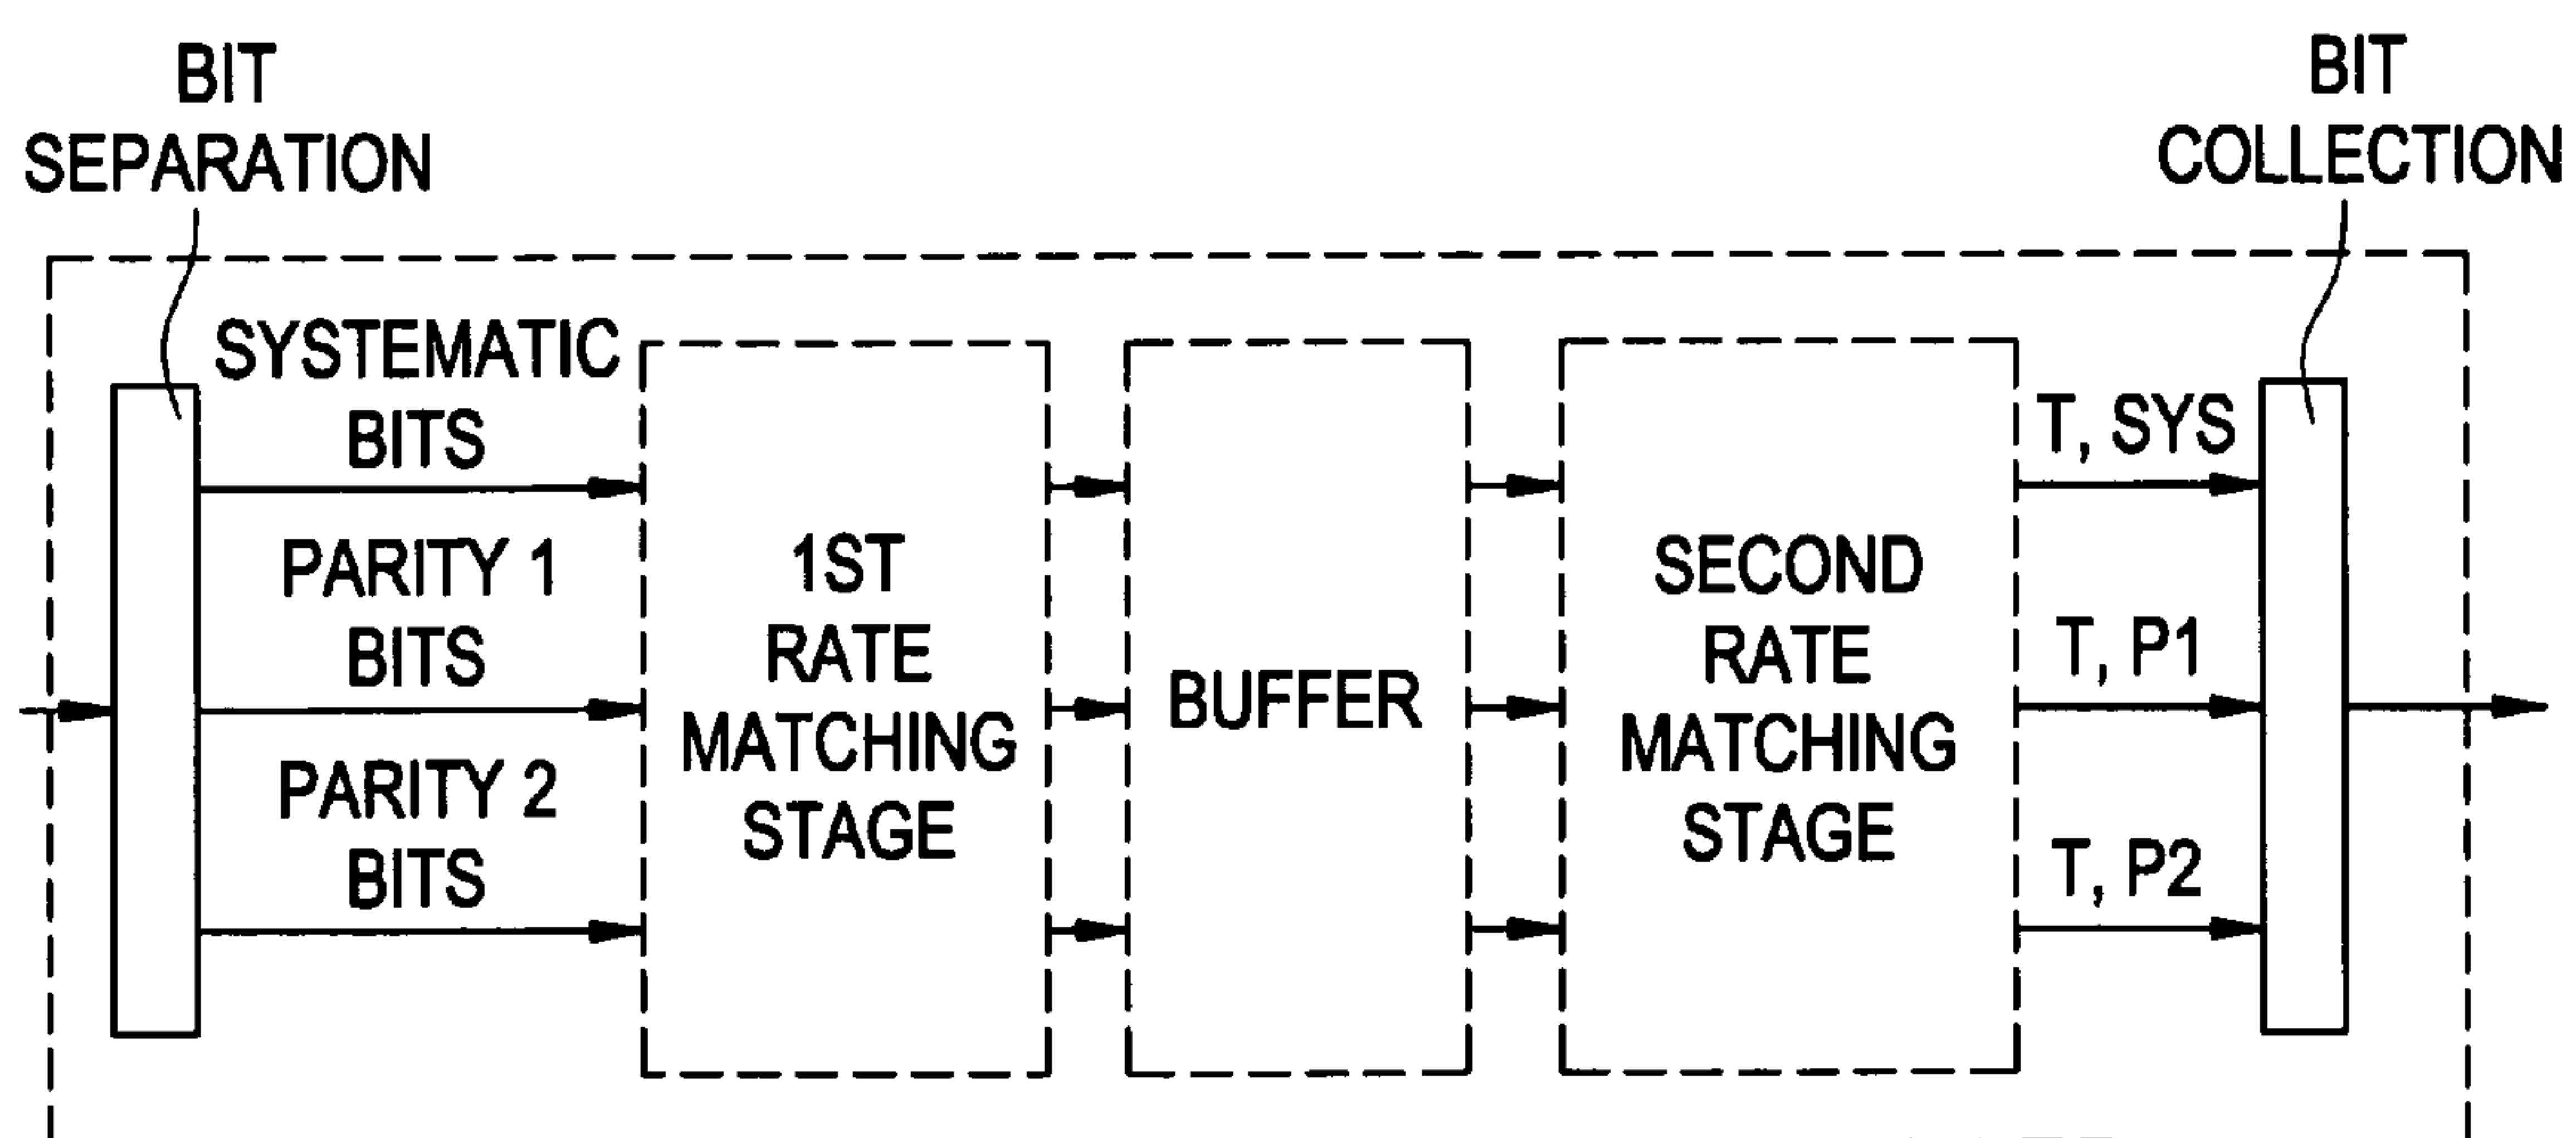 BIT
SEPARATION
BIT
COLLECTION
SYSTEMATIC
BITS
PARITY 1
BITS
PARITY 2
BITS
1ST
RATE
MATCHING
STAGE
BUFFER
SECOND
RATE
MATCHING
STAGE
T, SYS
T, P1
T, P2